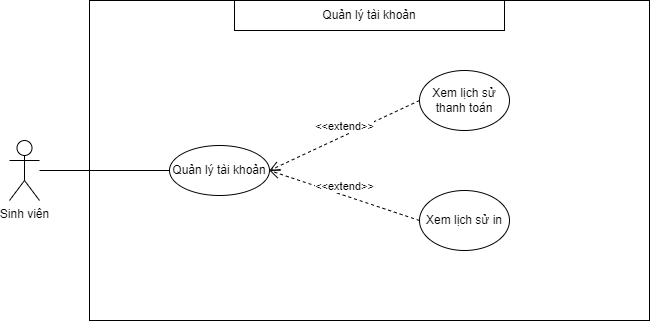 Quản lý tài khoản
Xem lịch sử
thanh toán
<<extend>>
Quản lý tài khoản
<<extend>>
Sinh viên
Xem lịch sử in